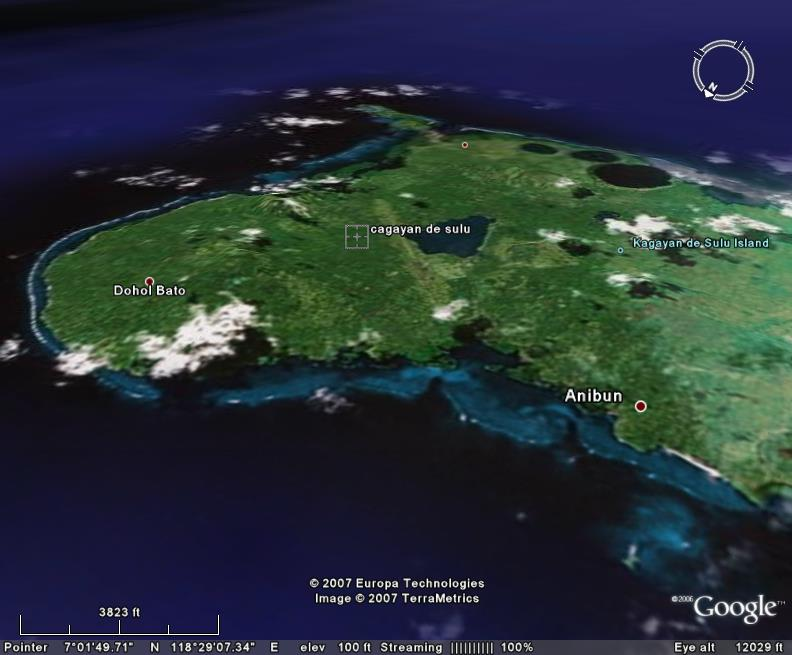 N
cagayan de sulu
Kagayan de Sulu Island
Dohol Bato
Anibun
© 2007 Europa Technologies
Image © 2007 TerraMetrics
©2006 Google™
3823 ft
Pointer 7°01'49.71" N 118°29'07.34" E elev 100 ft Streaming |||||||||| 100% Eye alt 12029 ft